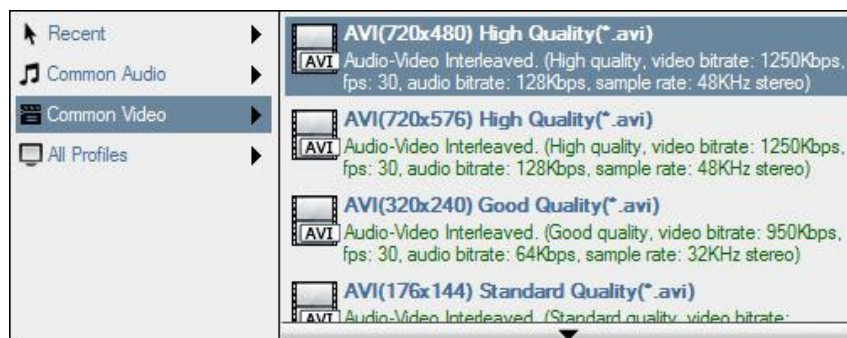 Recent
Common Audio
Common Video
All Profiles
AVI(720x480) High Quality(*.avi)
AVI Audio-Video Interleaved. (High quality, video bitrate: 1250Kbps,
fps: 30, audio bitrate: 128Kbps, sample rate: 48KHz stereo)
AVI(720x576) High Quality(*.avi)
AVI Audio-Video Interleaved. (High quality, video bitrate: 1250Kbps,
fps: 30, audio bitrate: 128Kbps, sample rate: 48KHz stereo)
AVI(320x240) Good Quality(*.avi)
AVI Audio-Video Interleaved. (Good quality, video bitrate: 950Kbps,
fps: 30, audio bitrate: 64Kbps, sample rate: 32KHz stereo)
AVI(176x144) Standard Quality(*.avi)
AVI Audio-Video Interleaved. (Standard quality, video bitrate: